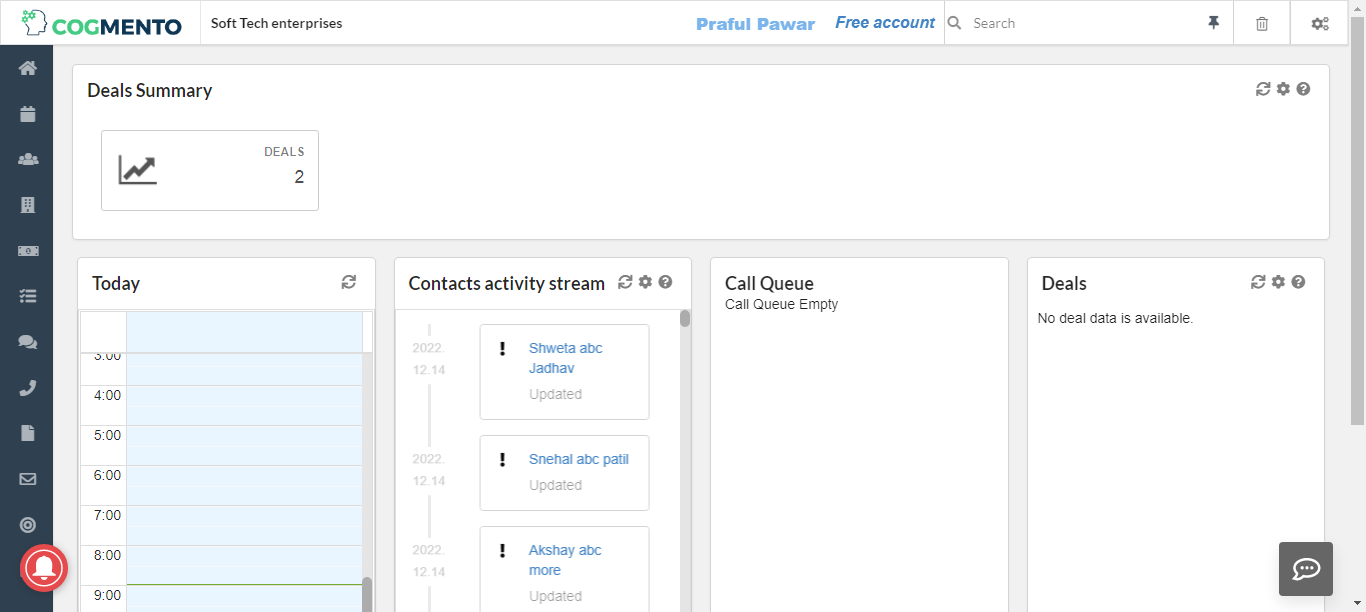 COGMENTO
Soft Tech enterprises
Praful Pawar
Free account
Search
Deals Summary
DEALS
2
Today
3:00
4:00
5:00
6:00
7:00
8:00
9:00
Contacts activity stream
2022.
12.14
Shweta abc
Jadhav
Updated
2022.
12.14
Snehal abc patil
Updated
2022.
12.14
Akshay abc
more
Updated
Call Queue
Call Queue Empty
Deals
No deal data is available.